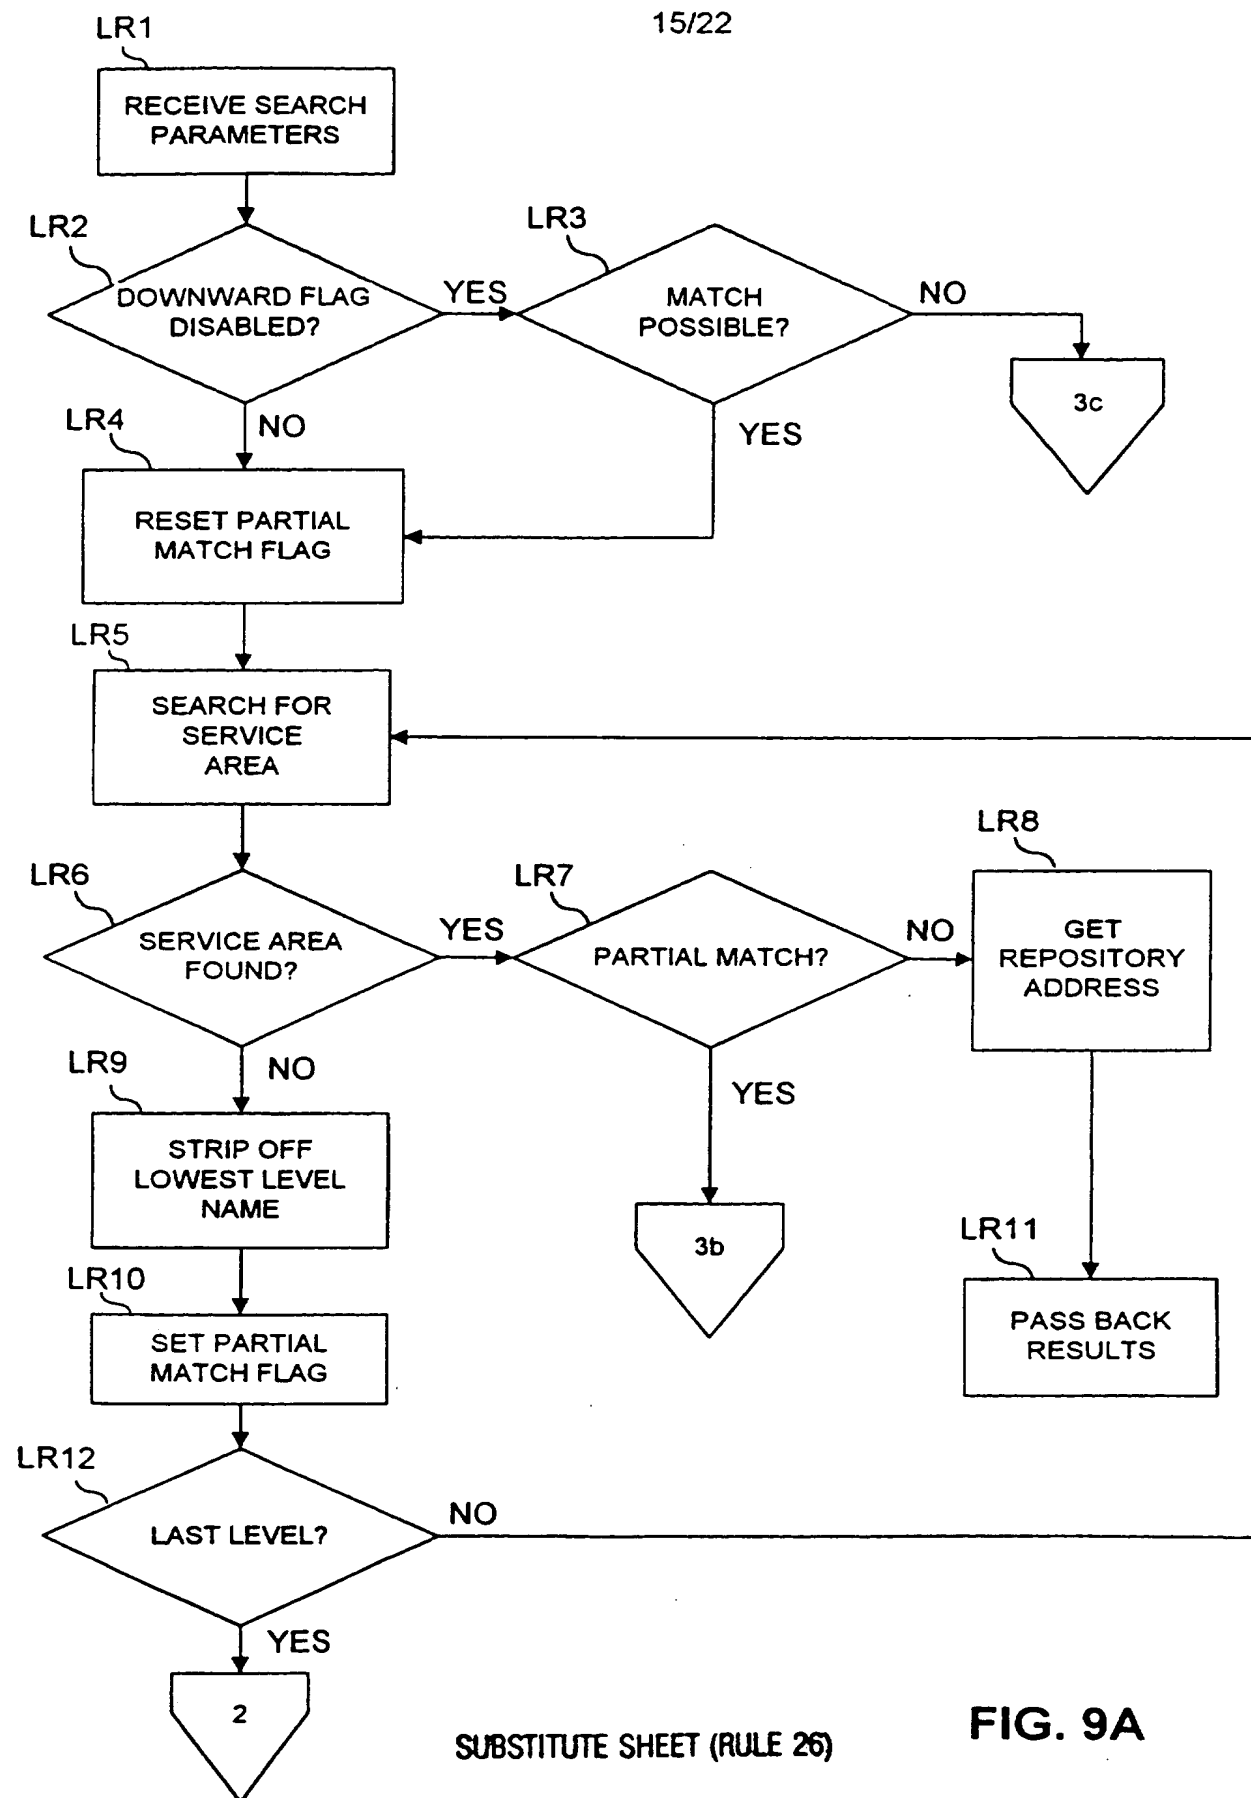 15/22
LR1
RECEIVE SEARCH
PARAMETERS
LR2
DOWNWARD FLAG
DISABLED?
YES
LR3
MATCH
POSSIBLE?
NO
3c
NO
YES
LR4
RESET PARTIAL
MATCH FLAG
LR5
SEARCH FOR
SERVICE
AREA
LR6
SERVICE AREA
FOUND?
YES
LR7
PARTIAL MATCH?
NO
LR8
GET
REPOSITORY
ADDRESS
NO
YES
LR9
STRIP OFF
LOWEST LEVEL
NAME
3b
LR11
PASS BACK
RESULTS
LR10
SET PARTIAL
MATCH FLAG
LR12
LAST LEVEL?
NO
YES
2
SUBSTITUTE SHEET (RULE 26)
FIG. 9A